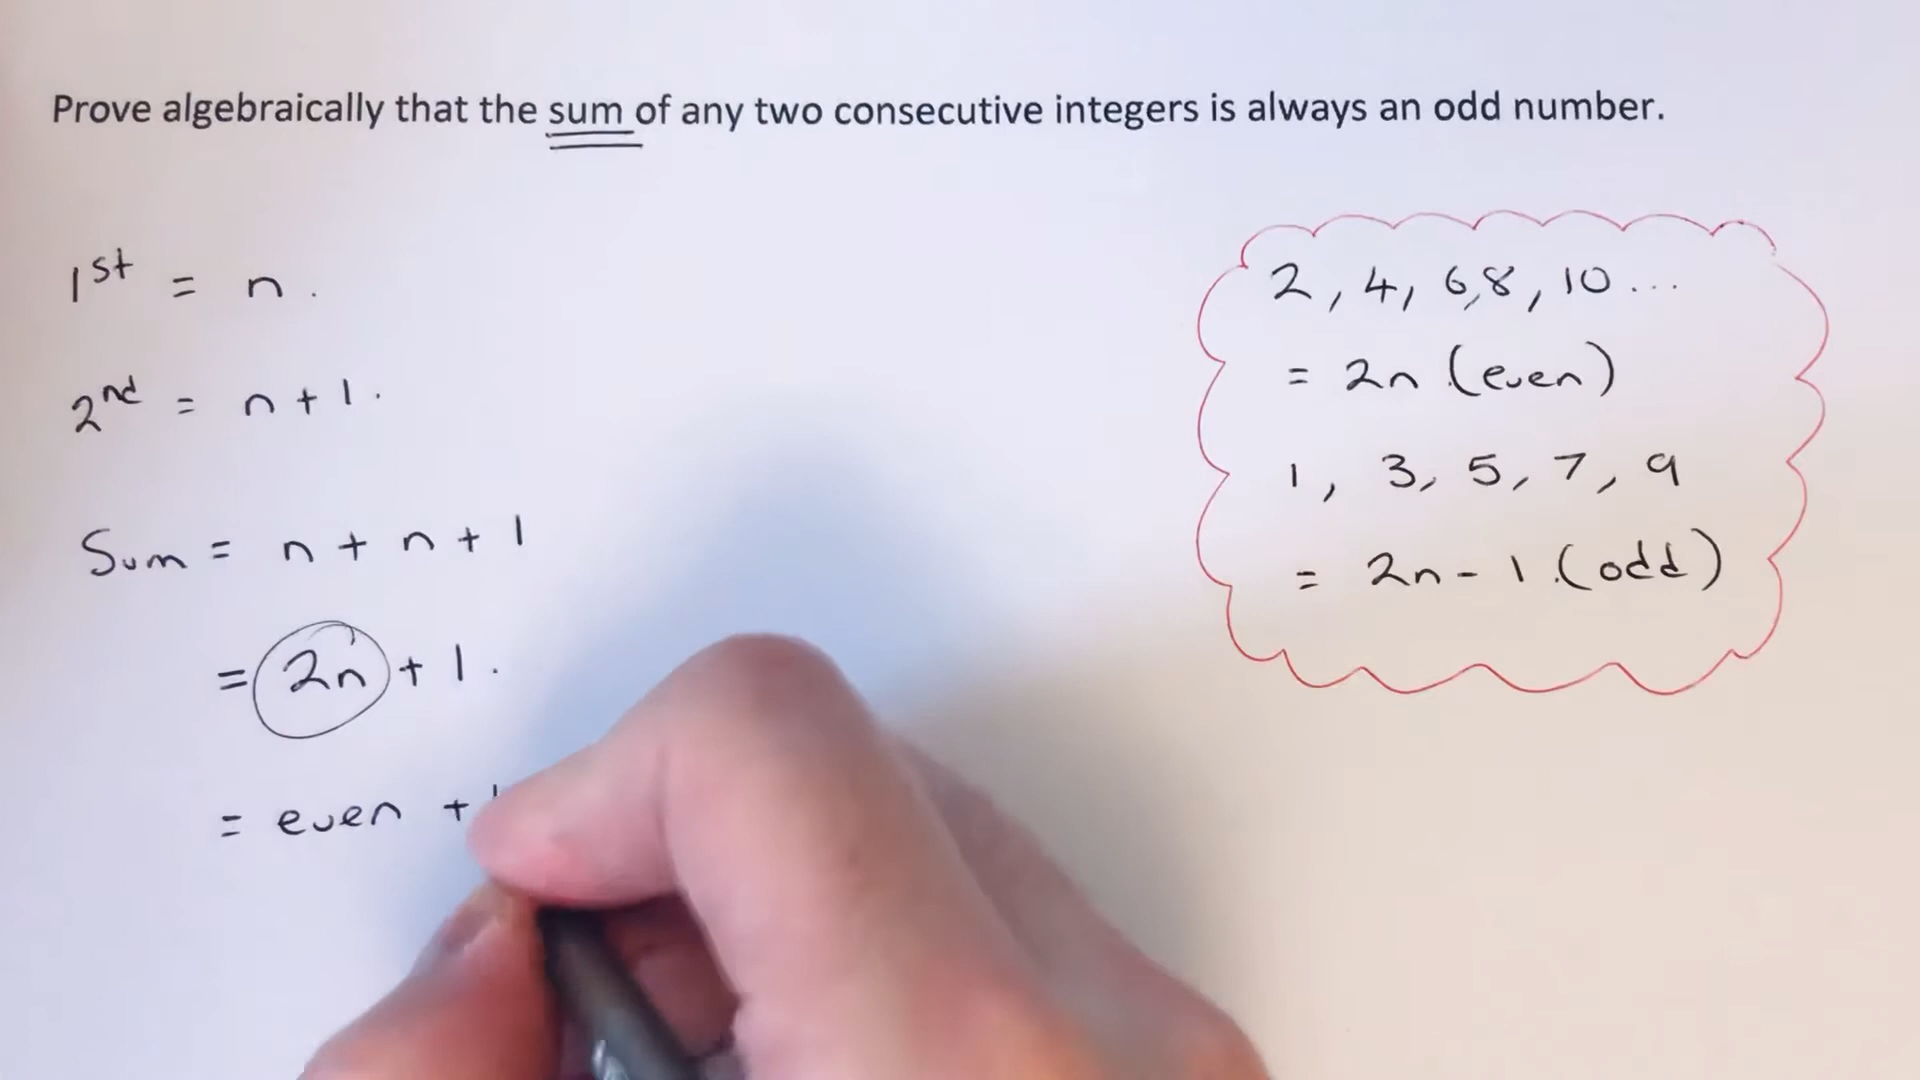 Prove algebraically that the sum of any two consecutive integers is always an odd number.
1st = n.
2nd = n+1.
Sum = n + n + 1
= 2n + 1.
= even +
2, 4, 6,8, 10...
= 2n (even)
1, 3, 5, 7, 9
= 2n - 1 (odd)